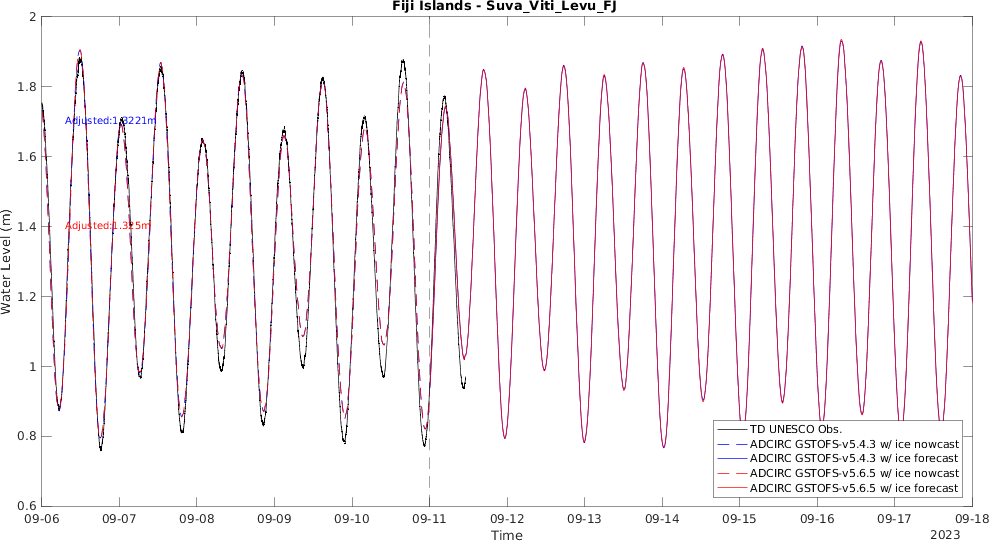 Fiji Islands - Suva_Viti_Levu_FJ
2
1.8
1.6
1.4
1.2
1
0.8
0.6
Water Level (m)
Adjusted:1.3221m
Adjusted:1.325m
TD UNESCO Obs.
ADCIRC GSTOFS-v5.4.3 w/ ice nowcast
ADCIRC GSTOFS-v5.4.3 w/ ice forecast
ADCIRC GSTOFS-v5.6.5 w/ ice nowcast
ADCIRC GSTOFS-v5.6.5 w/ ice forecast
09-06 09-07 09-08 09-09 09-10 09-11 09-12 09-13 09-14 09-15 09-16 09-17 09-18
Time
2023